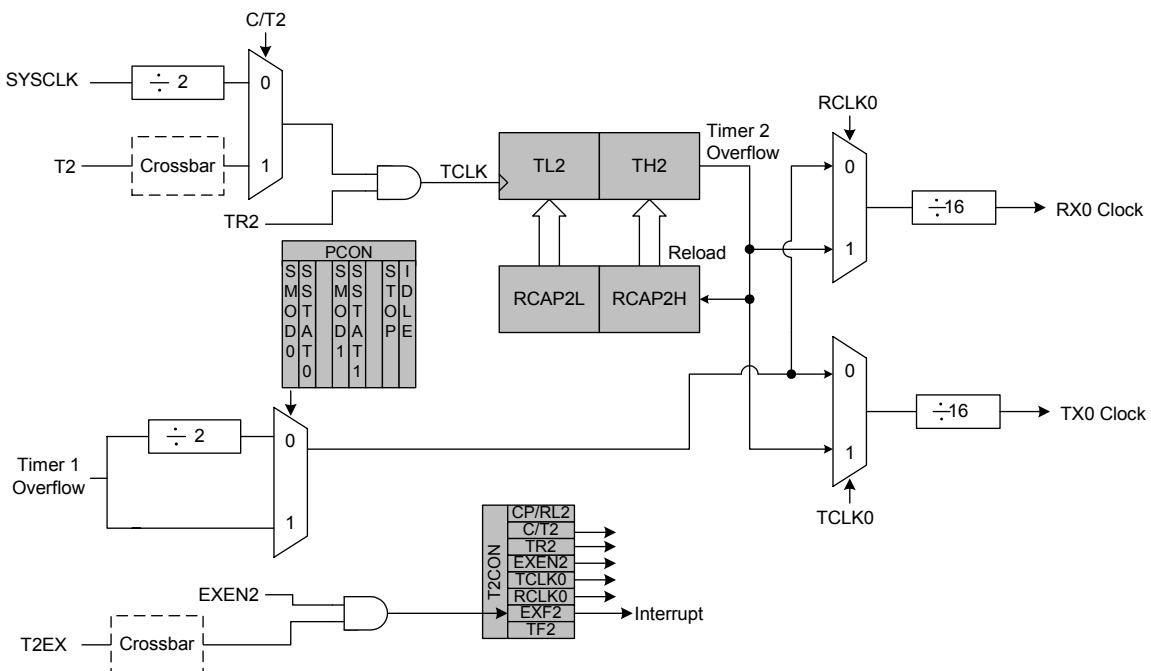 C/T2
SYSCLK
÷ 2
0
T2
Crossbar
1
TR2
TCLK
TL2
TH2
Timer 2
Overflow
RCLK0
0
1
÷16
RX0 Clock
Reload
RCAP2L
RCAP2H
PCON
SMOD0
SSTAT0
SMOD1
SSTAT1
STOP
IDLE
0
1
÷16
TX0 Clock
TCLK0
Timer 1
Overflow
÷ 2
0
1
T2CON
CP/RL2
C/T2
TR2
EXEN2
TCLK0
RCLK0
EXF2
TF2
Interrupt
EXEN2
T2EX
Crossbar